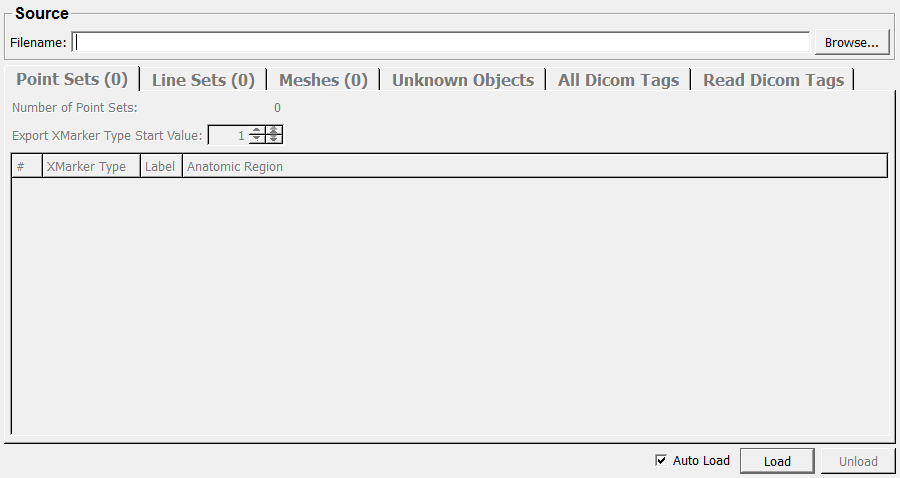 Source
Filename: Browse...
Point Sets (0) Line Sets (0) Meshes (0) Unknown Objects All Dicom Tags Read Dicom Tags
Number of Point Sets: 0
Export XMarker Type Start Value: 1
# XMarker Type Label Anatomic Region
Auto Load Load Unload